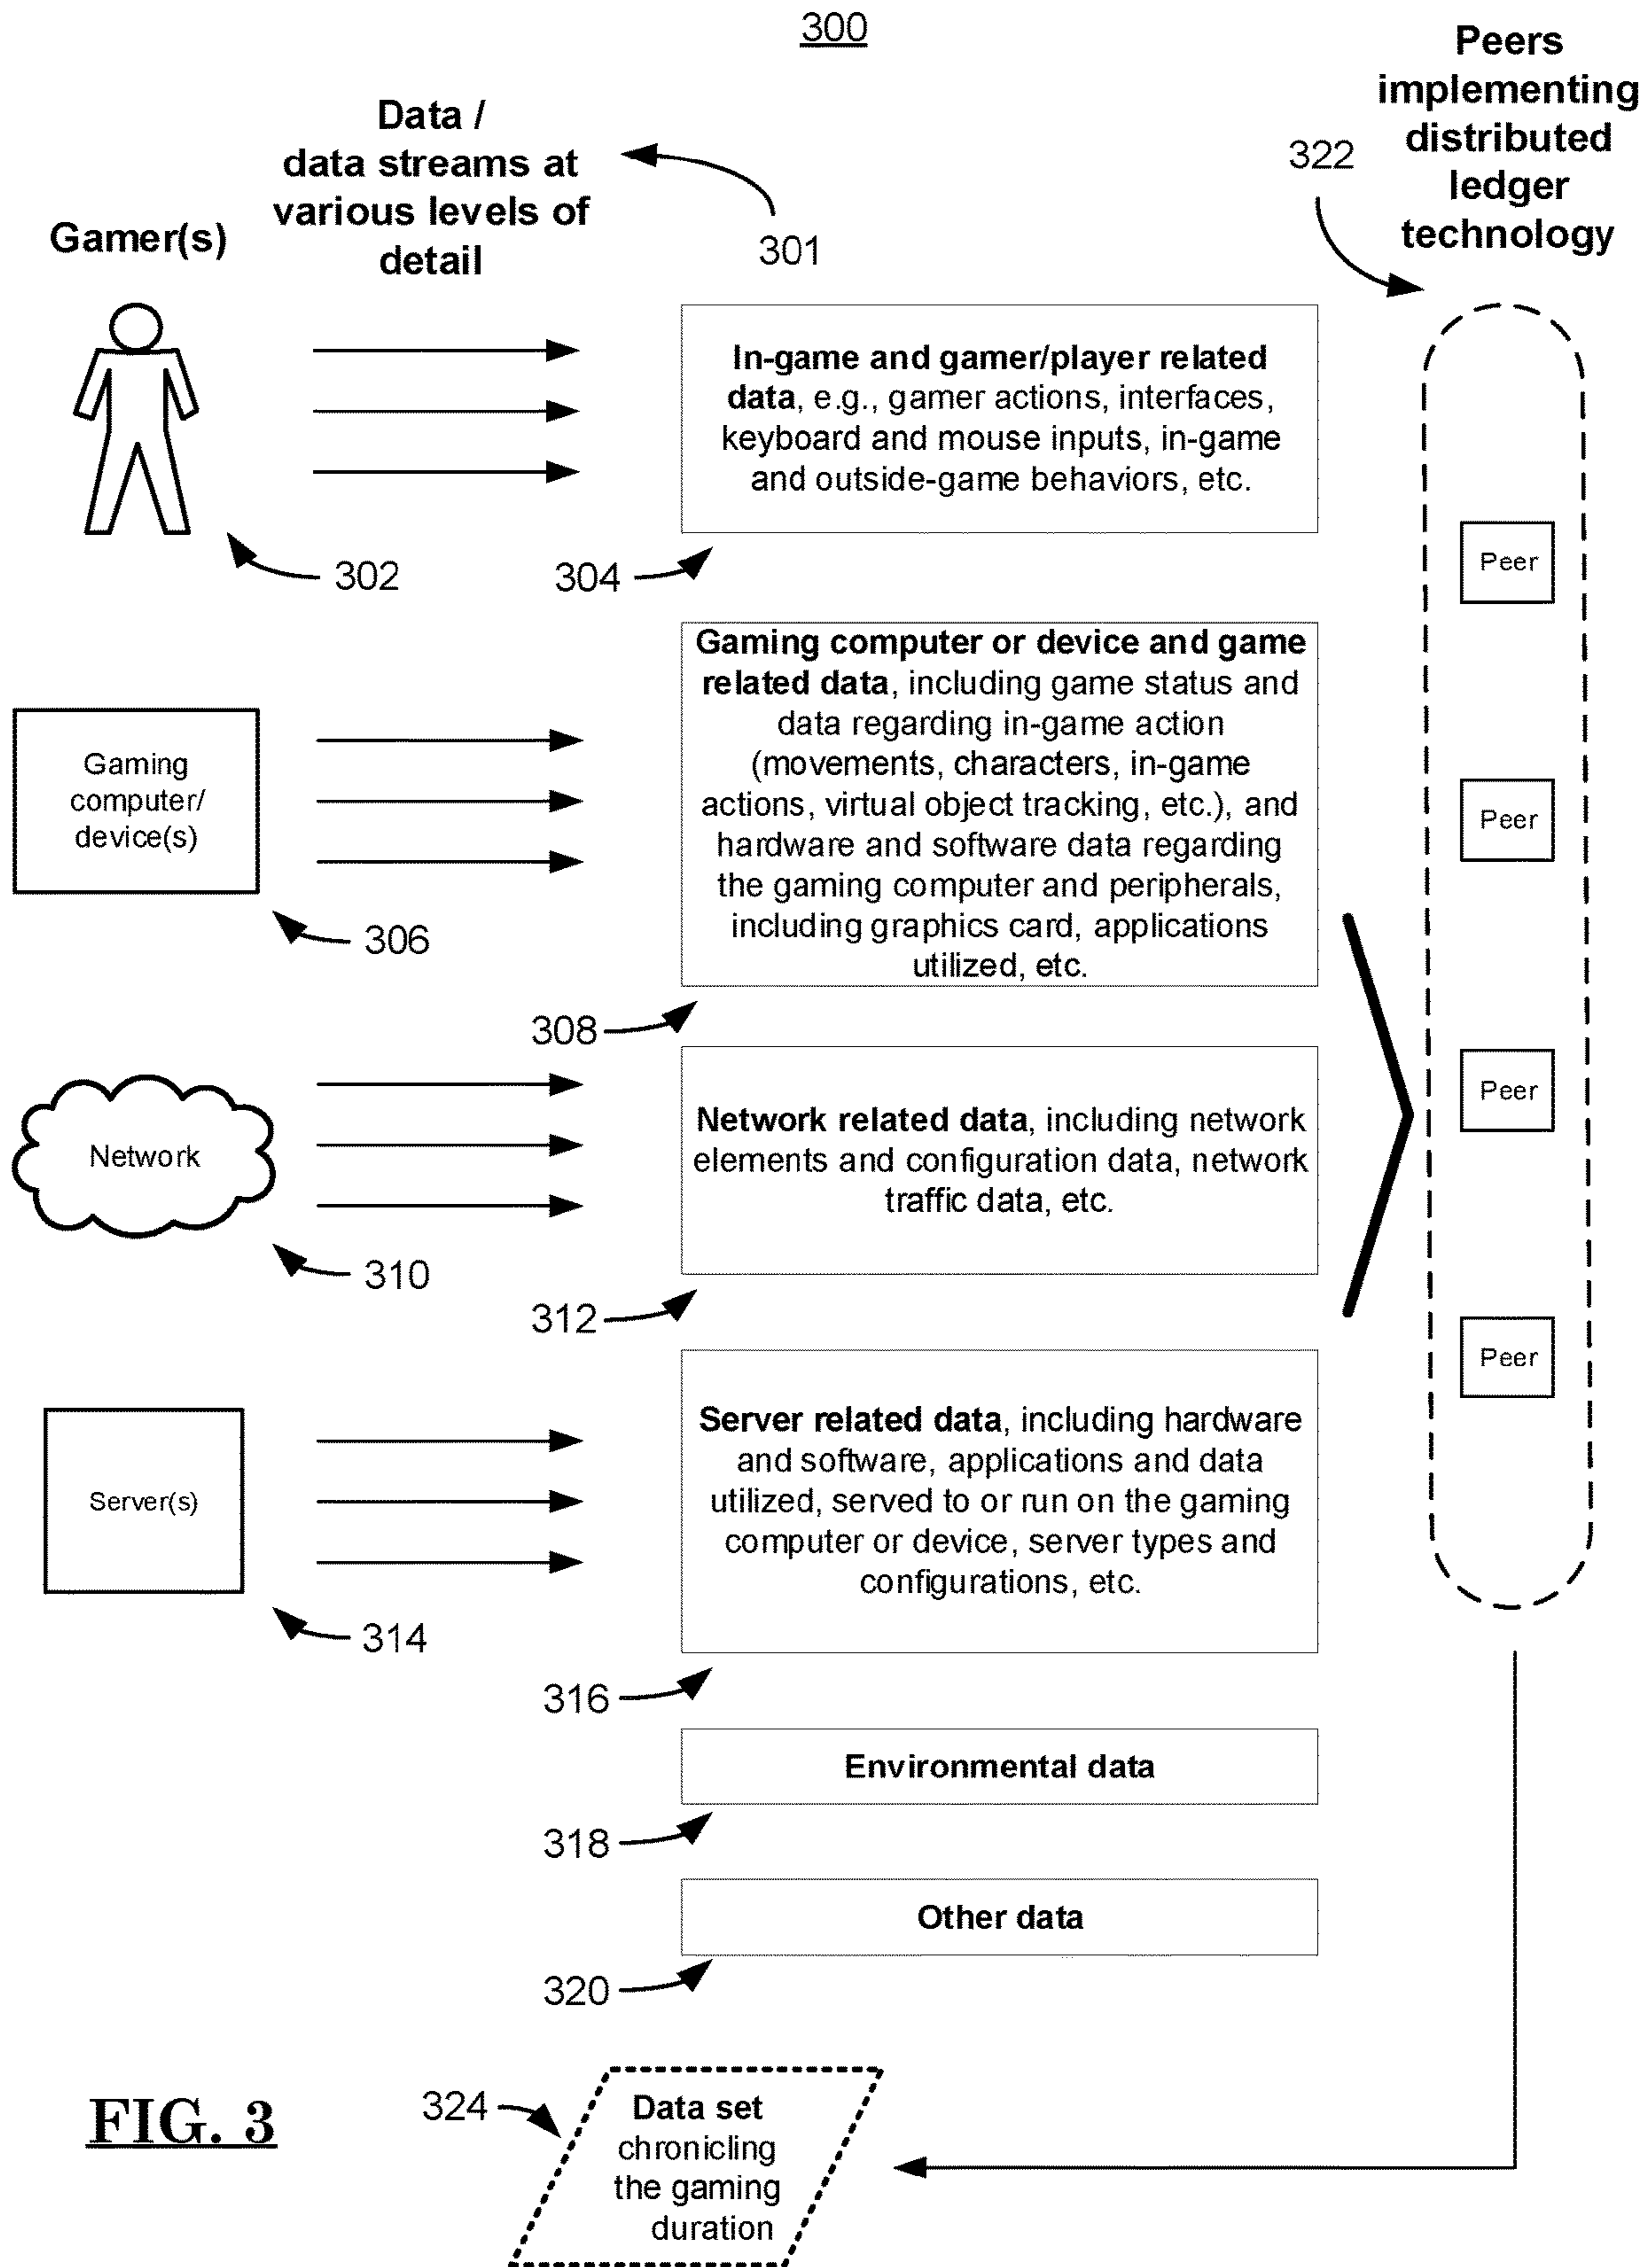 300
Peers
implementing
distributed
ledger
technology
322
Data /
data streams at
various levels of
detail
301
Gamer(s)
302
In-game and gamer/player related
data, e.g., gamer actions, interfaces,
keyboard and mouse inputs, in-game
and outside-game behaviors, etc.
304
Peer
Gaming
computer/
device(s)
306
Gaming computer or device and game
related data, including game status and
data regarding in-game action
(movements, characters, in-game
actions, virtual object tracking, etc.), and
hardware and software data regarding
the gaming computer and peripherals,
including graphics card, applications
utilized, etc.
308
Peer
Network
310
Network related data, including network
elements and configuration data, network
traffic data, etc.
312
Peer
Server(s)
314
Server related data, including hardware
and software, applications and data
utilized, served to or run on the gaming
computer or device, server types and
configurations, etc.
316
Peer
Environmental data
318
Other data
320
324
Data set
chronicling
the gaming
duration
FIG. 3